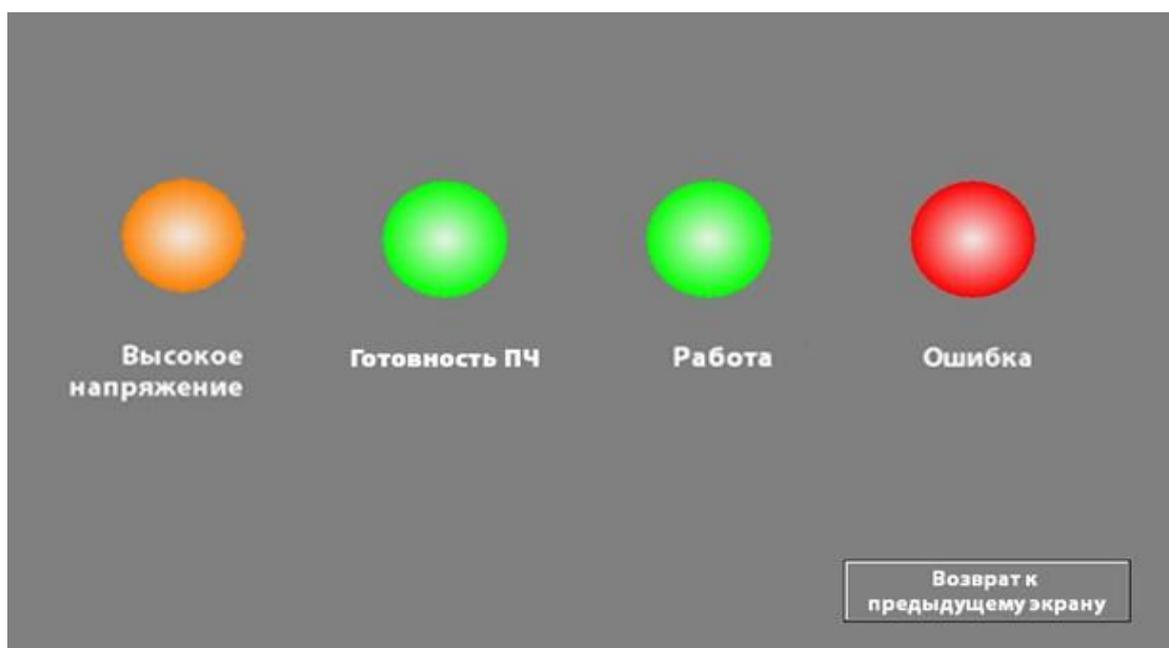 Высокое
напряжение
Готовность ПЧ
Работа
Ошибка
Возврат к
предыдущему экрану